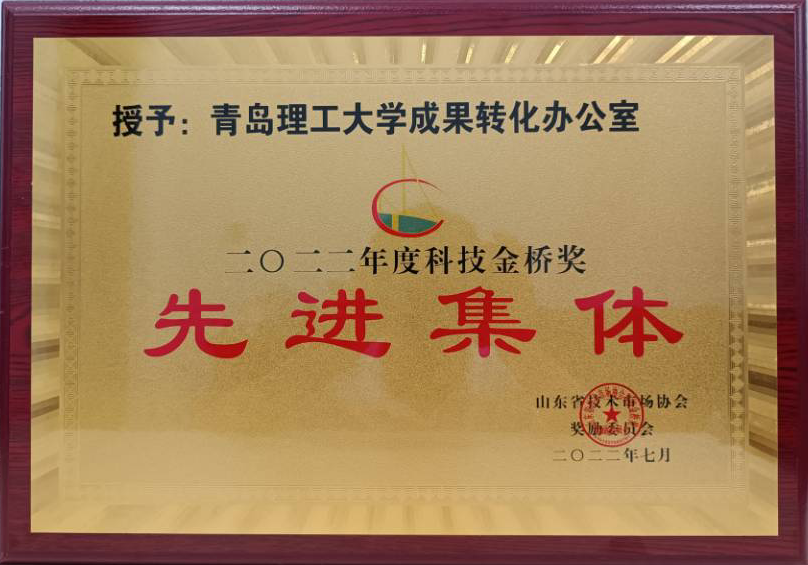 授予：青岛理工大学成果转化办公室
二〇二二年度科技金桥奖
先进集体
山东省技术市场协会
奖励委员会
二〇二二年七月